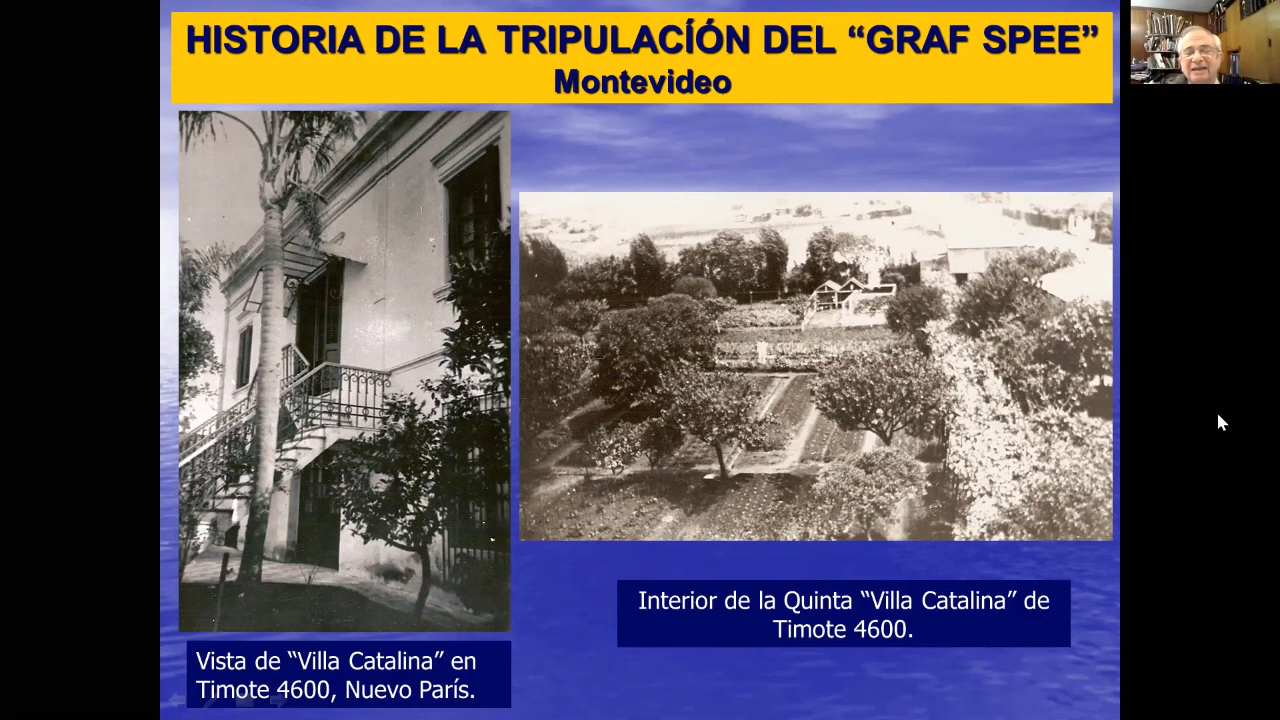 HISTORIA DE LA TRIPULACÍÓN DEL “GRAF SPEE”
Montevideo
Vista de “Villa Catalina” en
Timote 4600, Nuevo París.
Interior de la Quinta “Villa Catalina” de
Timote 4600.